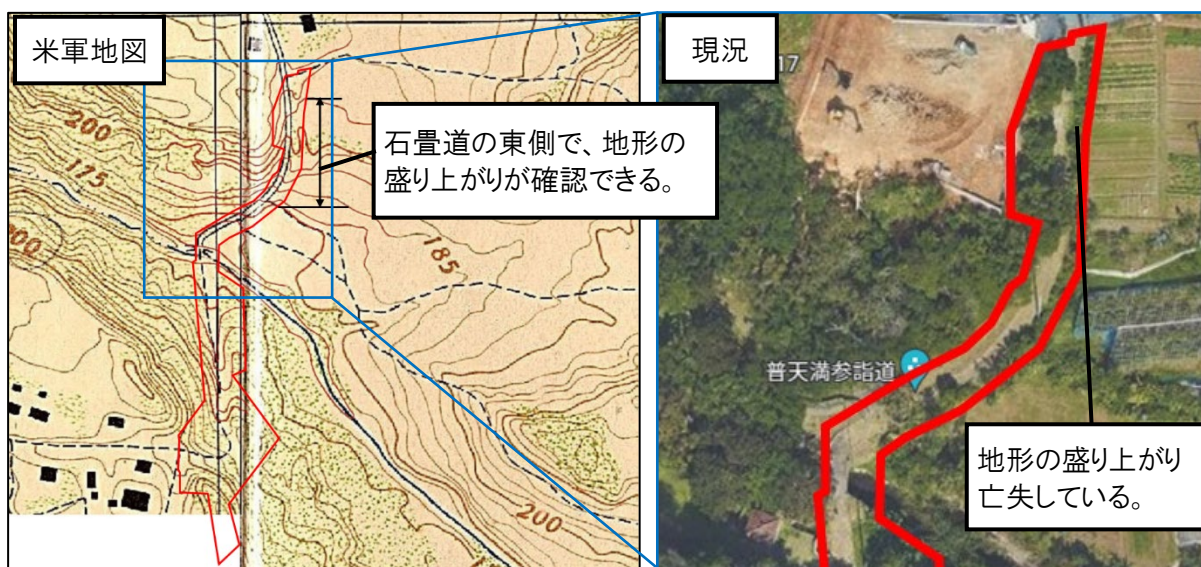 米軍地図
200
175
石畳道の東側で、地形の
盛り上がりが確認できる。
185
200
現況
17
普天満参詣道
地形の盛り上がり
亡失している。